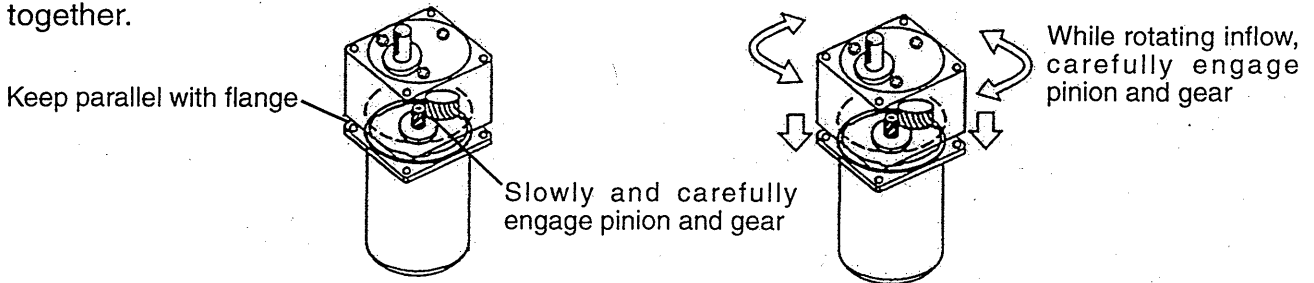 together.
Keep parallel with flange
Slowly and carefully
engage pinion and gear
While rotating inflow,
carefully engage
pinion and gear